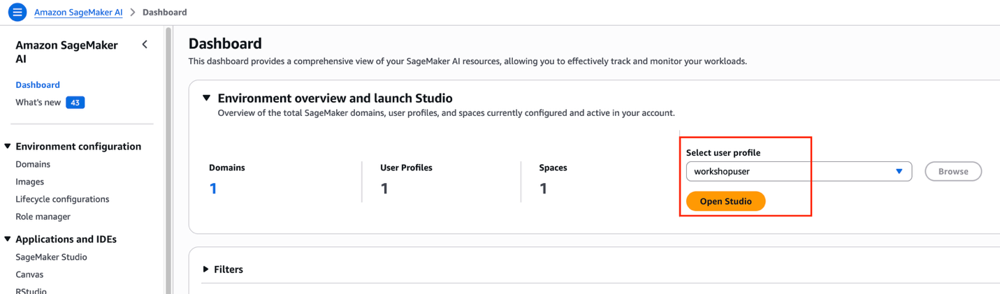 Amazon SageMaker AI > Dashboard
Amazon SageMaker
AI
Dashboard
What's new 43
Environment configuration
Domains
Images
Lifecycle configurations
Role manager
Applications and IDEs
SageMaker Studio
Canvas
RStudio
Dashboard
This dashboard provides a comprehensive view of your SageMaker AI resources, allowing you to effectively track and monitor your workloads.
Environment overview and launch Studio
Overview of the total SageMaker domains, user profiles, and spaces currently configured and active in your account.
Domains
1
User Profiles
1
Spaces
1
Select user profile
workshopuser
Browse
Open Studio
Filters